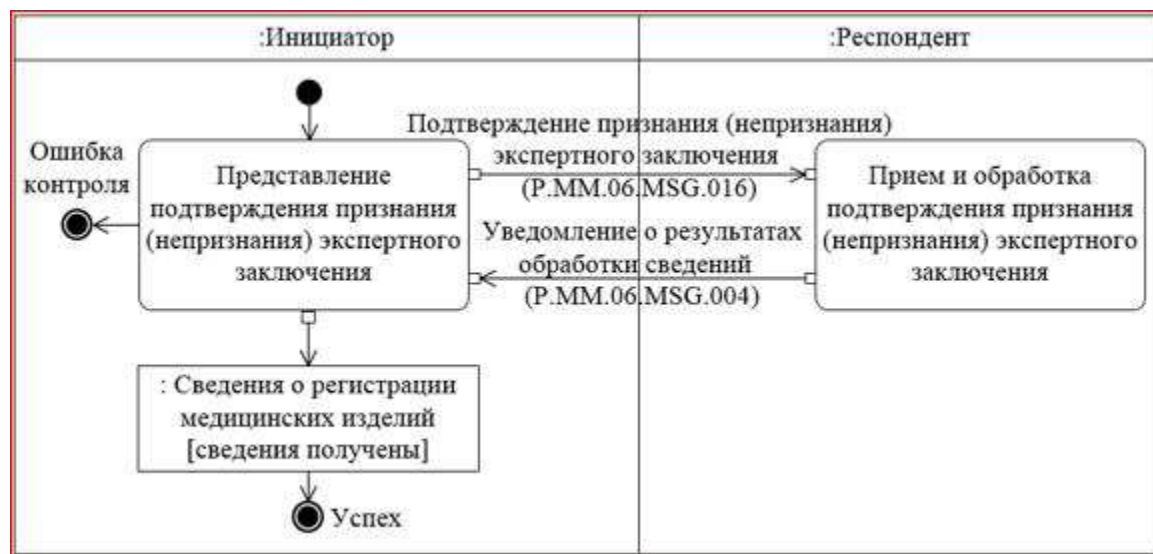 :Инициатор
:Респондент
Ошибка
контроля
Представление
подтверждения признания
(непризнания) экспертного
заключения
Подтверждение признания (непризнания)
экспертного заключения
(P.MM.06.MSG.016)
Уведомление о результатах
обработки сведений
(P.MM.06.MSG.004)
Прием и обработка
подтверждения признания
(непризнания) экспертного
заключения
: Сведения о регистрации
медицинских изделий
[сведения получены]
Успех